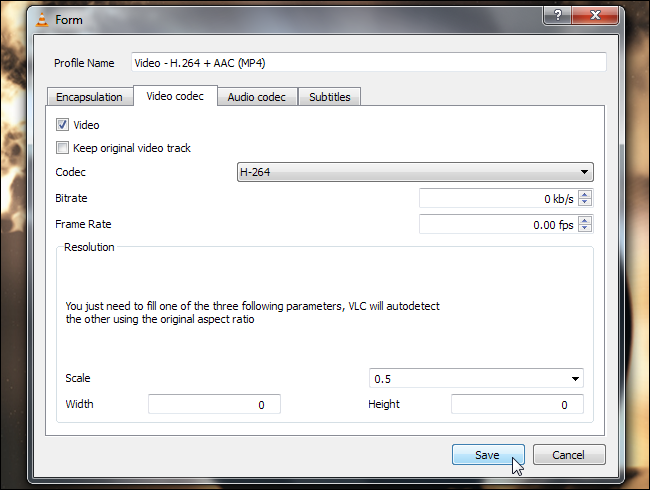 Form
?
Profile Name Video - H.264 + AAC (MP4)
Encapsulation Video codec Audio codec Subtitles
Video
Keep original video track
Codec H-264
Bitrate 0 kb/s
Frame Rate 0.00 fps
Resolution
You just need to fill one of the three following parameters, VLC will autodetect
the other using the original aspect ratio
Scale 0.5
Width 0 Height 0
Save Cancel